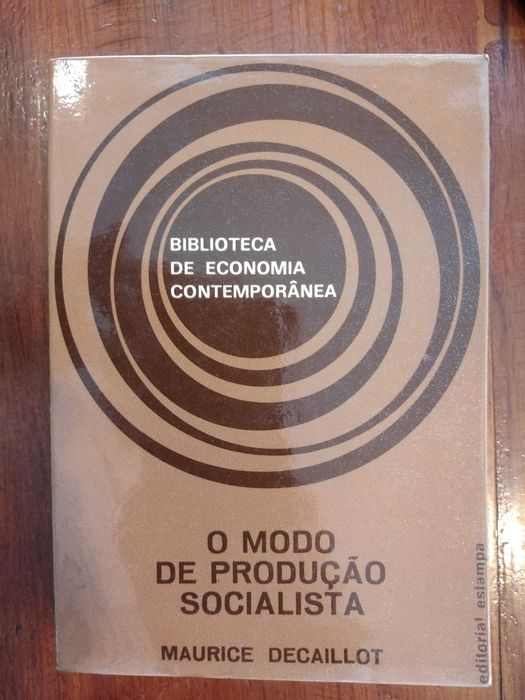 BIBLIOTECA
DE ECONOMIA
CONTEMPORÂNEA
O MODO
DE PRODUÇÃO
SOCIALISTA
MAURICE DECAILLOT
editorial estampa